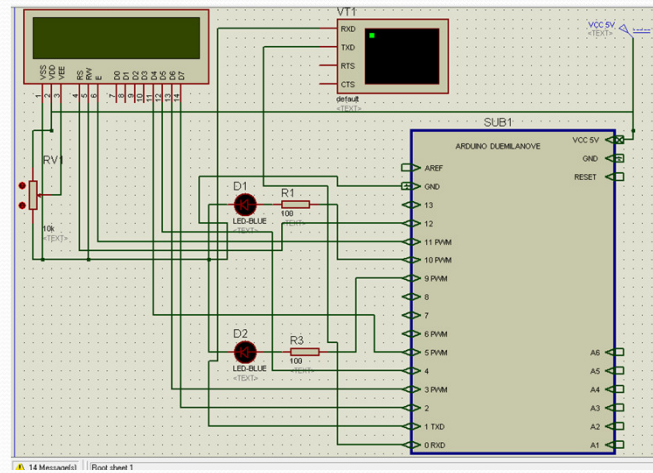 VSS VDD VEE RS RW E D0 D1 D2 D3 D4 D5 D6 D7
1 2 3 4 5 6 7 8 9 10 11 12 13 14
VT1
RXD
TXD
RTS
CTS
default
<TEXT>
VCC 5V
<TEXT>
RV1
10k
<TEXT>
D1
LED-BLUE
<TEXT>
R1
100
<TEXT>
D2
LED-BLUE
<TEXT>
R3
100
<TEXT>
SUB1
ARDUINO DUEMILANOVE
AREF
GND
13
12
11 PWM
10 PWM
9 PWM
8
7
6 PWM
5 PWM
4
3 PWM
2
1 TXD
0 RXD
VCC 5V
GND
RESET
A6
A5
A4
A3
A2
A1
14 Message(s)
Root sheet 1